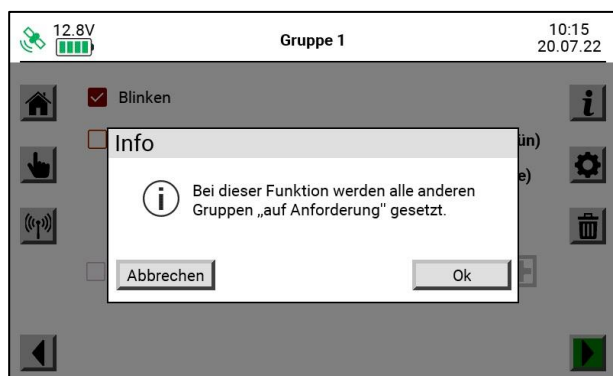 12.8V
Gruppe 1
10:15
20.07.22
Blinken
Info
ün)
e)
Bei dieser Funktion werden alle anderen
Gruppen „auf Anforderung" gesetzt.
Abbrechen
Ok